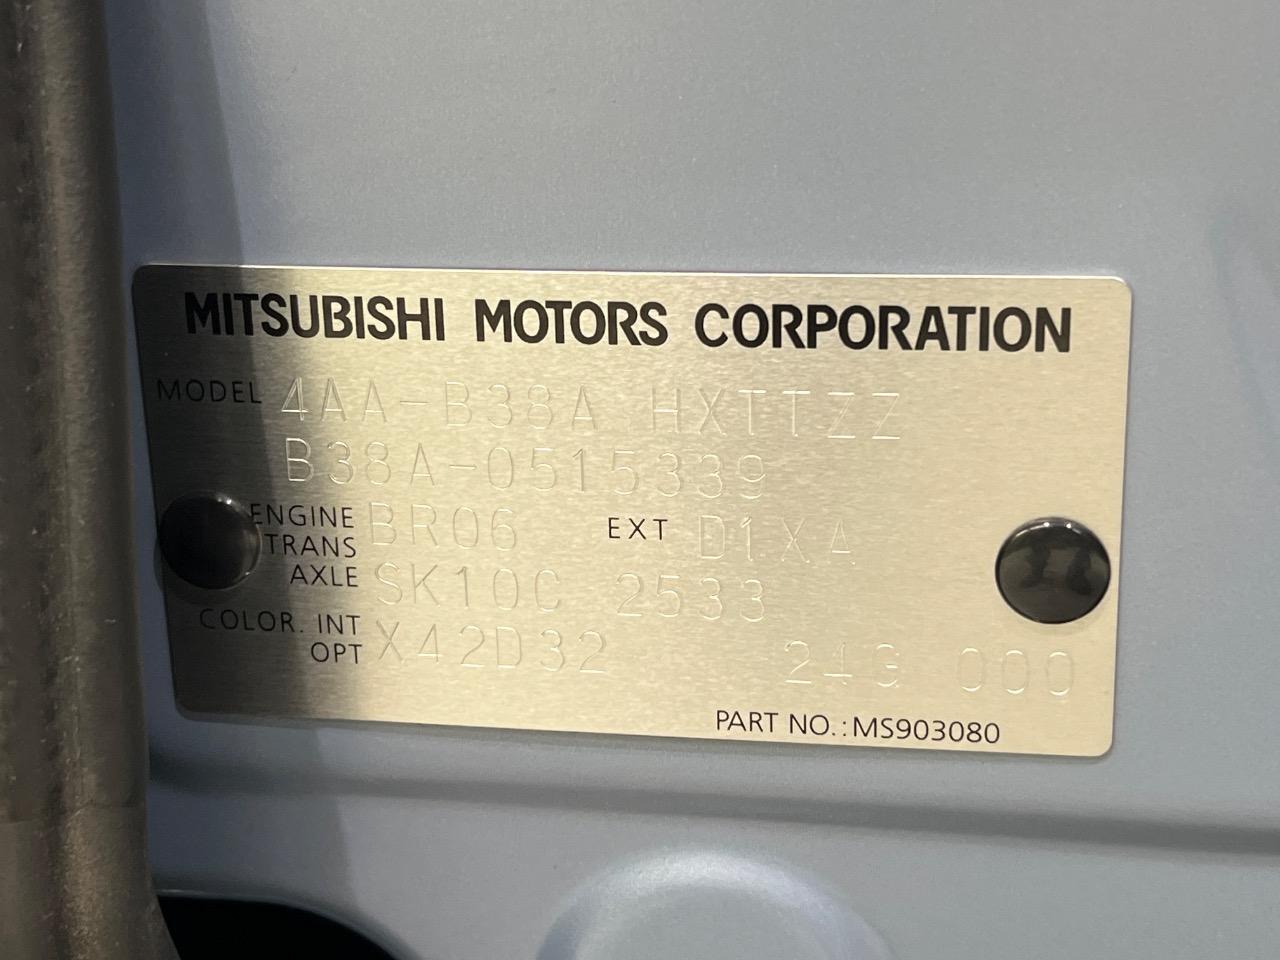 MITSUBISHI MOTORS CORPORATION
MODEL 4AA-B38A HXTTZZ
B38A-0515339
ENGINE BR06 EXT D1XA
TRANS
AXLE SK10C 2533
COLOR. INT
OPT X42D32 24G 000
PART NO.:MS903080